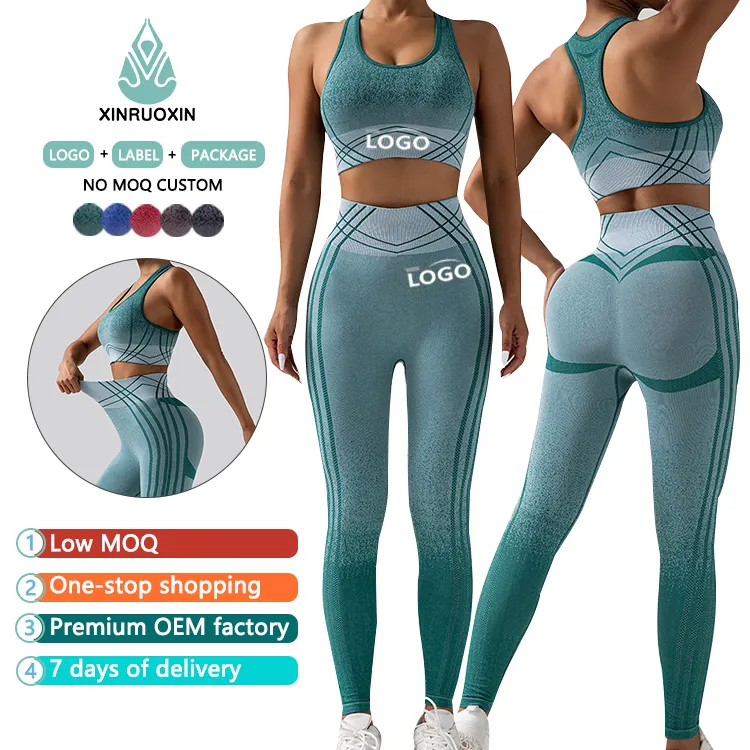 XINRUOXIN
LOGO + LABEL + PACKAGE
NO MOQ CUSTOM
LOGO
LOGO
1 Low MOQ
2 One-stop shopping
3 Premium OEM factory
4 7 days of delivery